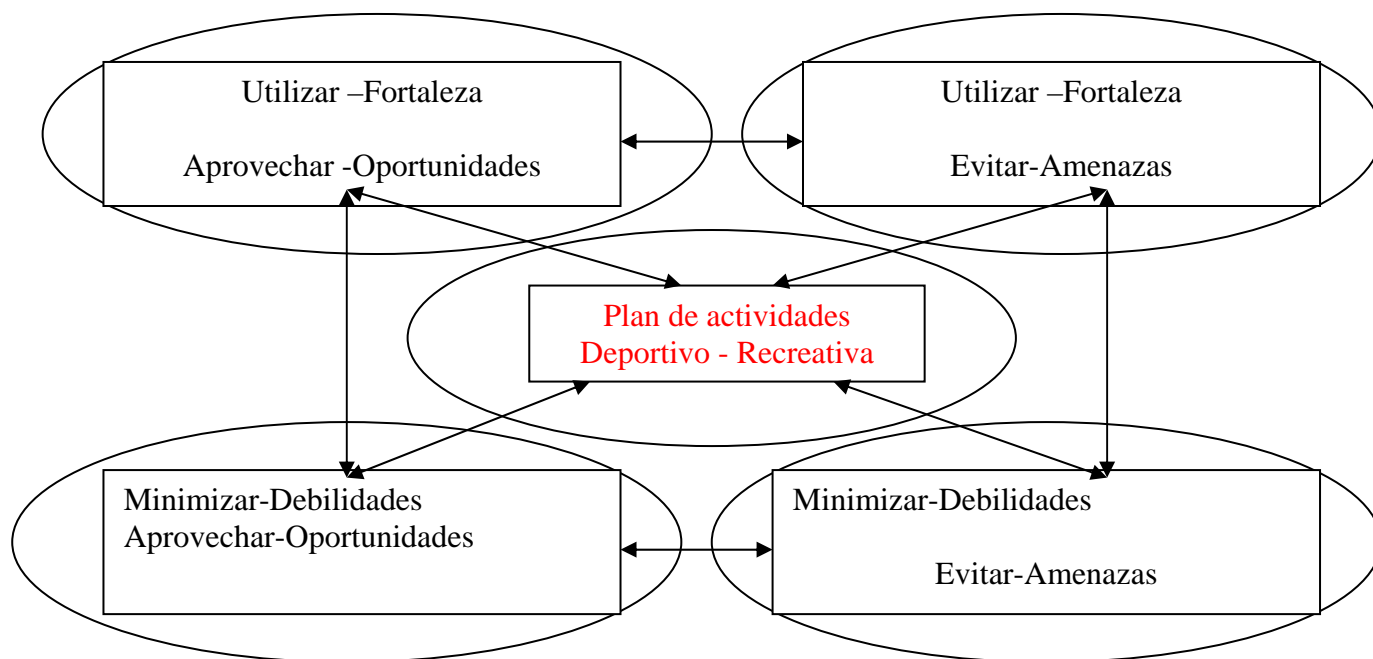 Utilizar –Fortaleza
Aprovechar -Oportunidades
Utilizar –Fortaleza
Evitar-Amenazas
Plan de actividades
Deportivo - Recreativa
Minimizar-Debilidades
Aprovechar-Oportunidades
Minimizar-Debilidades
Evitar-Amenazas